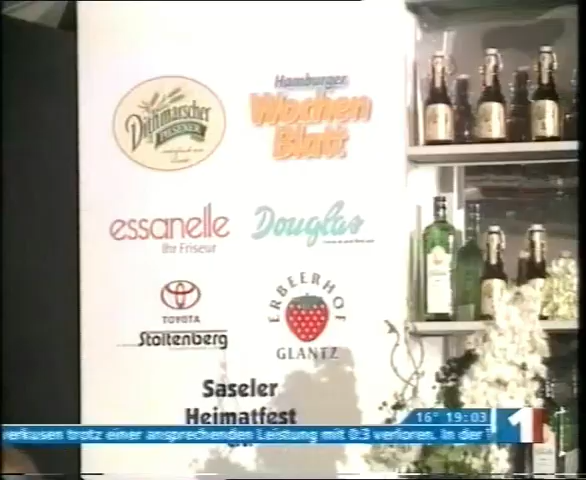 Dithmarscher
PILSENER
Hamburger
Wochen
Blatt
essanelle
Ihr Friseur
Douglas
TOYOTA
Stoltenberg
ERBEERHOF
GLANTZ
Saseler
Heimatfest
16° 19:03
1
verkusen trotz einer ansprechenden Leistung mit 0:3 verloren. In der